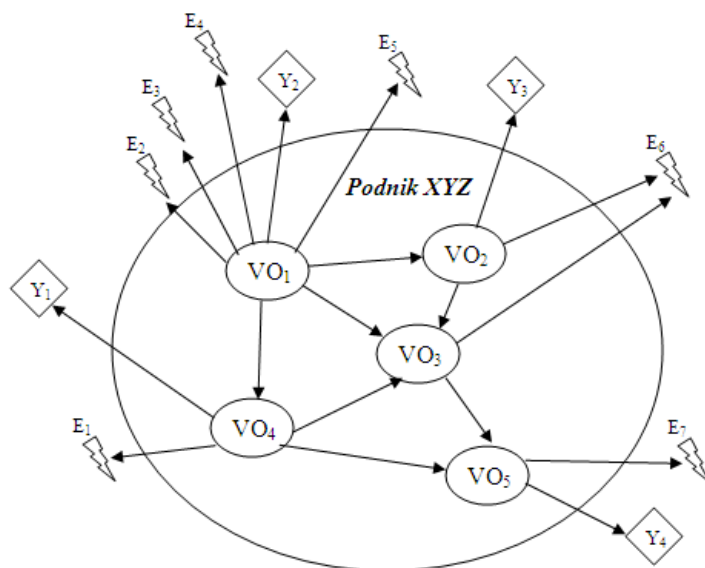 E₄
E₅
Y₂
Y₃
E₃
E₂
E₆
Podnik XYZ
VO₁
VO₂
Y₁
VO₃
VO₄
E₁
E₇
VO₅
Y₄